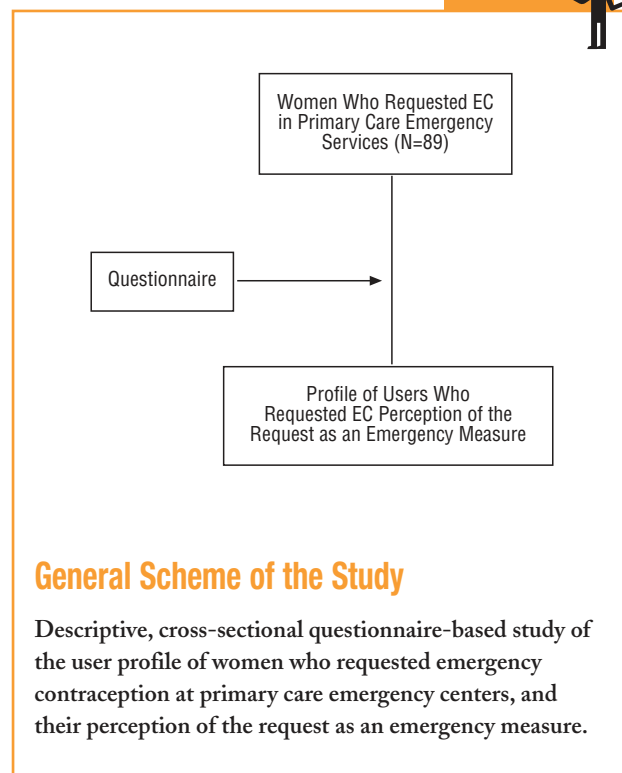 Women Who Requested EC
in Primary Care Emergency
Services (N=89)
Questionnaire
Profile of Users Who
Requested EC Perception of the
Request as an Emergency Measure
General Scheme of the Study
Descriptive, cross-sectional questionnaire-based study of
the user profile of women who requested emergency
contraception at primary care emergency centers, and
their perception of the request as an emergency measure.